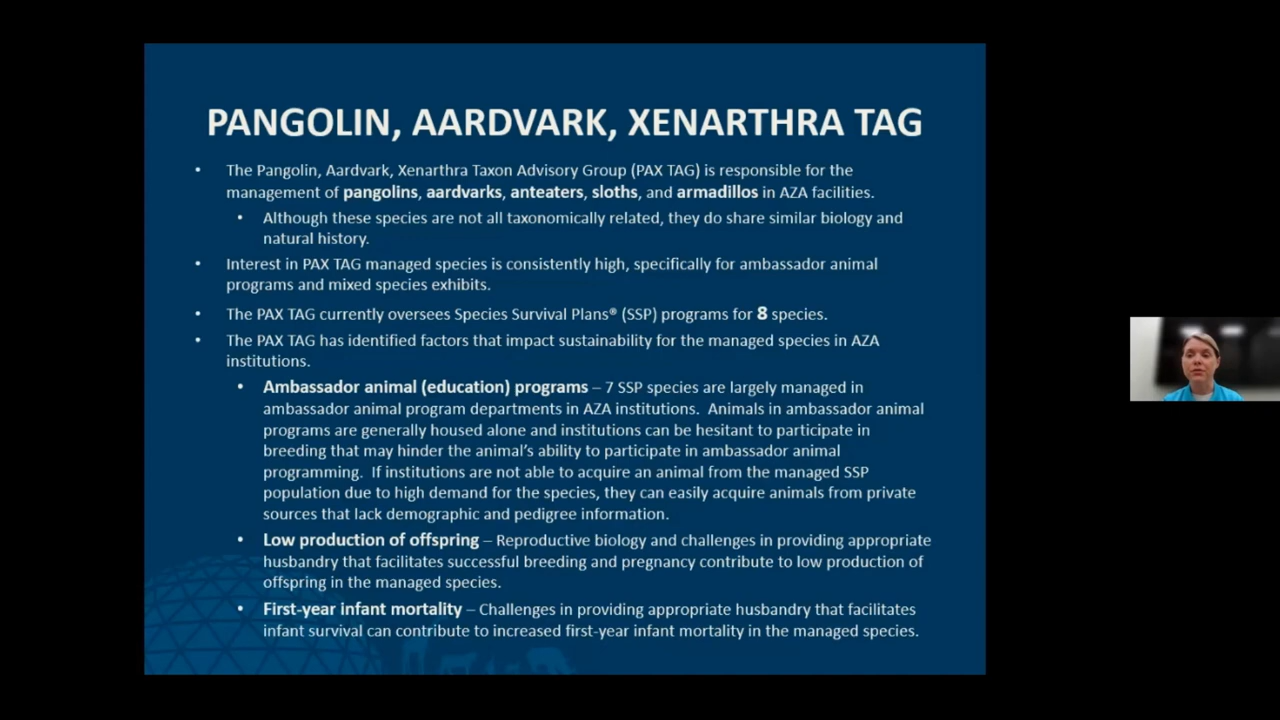 PANGOLIN, AARDVARK, XENARTHRA TAG
• The Pangolin, Aardvark, Xenarthra Taxon Advisory Group (PAX TAG) is responsible for the
management of pangolins, aardvarks, anteaters, sloths, and armadillos in AZA facilities.
• Although these species are not all taxonomically related, they do share similar biology and
natural history.
• Interest in PAX TAG managed species is consistently high, specifically for ambassador animal
programs and mixed species exhibits.
• The PAX TAG currently oversees Species Survival Plans® (SSP) programs for 8 species.
• The PAX TAG has identified factors that impact sustainability for the managed species in AZA
institutions.
• Ambassador animal (education) programs – 7 SSP species are largely managed in
ambassador animal program departments in AZA institutions. Animals in ambassador animal
programs are generally housed alone and institutions can be hesitant to participate in
breeding that may hinder the animal's ability to participate in ambassador animal
programming. If institutions are not able to acquire an animal from the managed SSP
population due to high demand for the species, they can easily acquire animals from private
sources that lack demographic and pedigree information.
• Low production of offspring – Reproductive biology and challenges in providing appropriate
husbandry that facilitates successful breeding and pregnancy contribute to low production of
offspring in the managed species.
• First-year infant mortality – Challenges in providing appropriate husbandry that facilitates
infant survival can contribute to increased first-year infant mortality in the managed species.